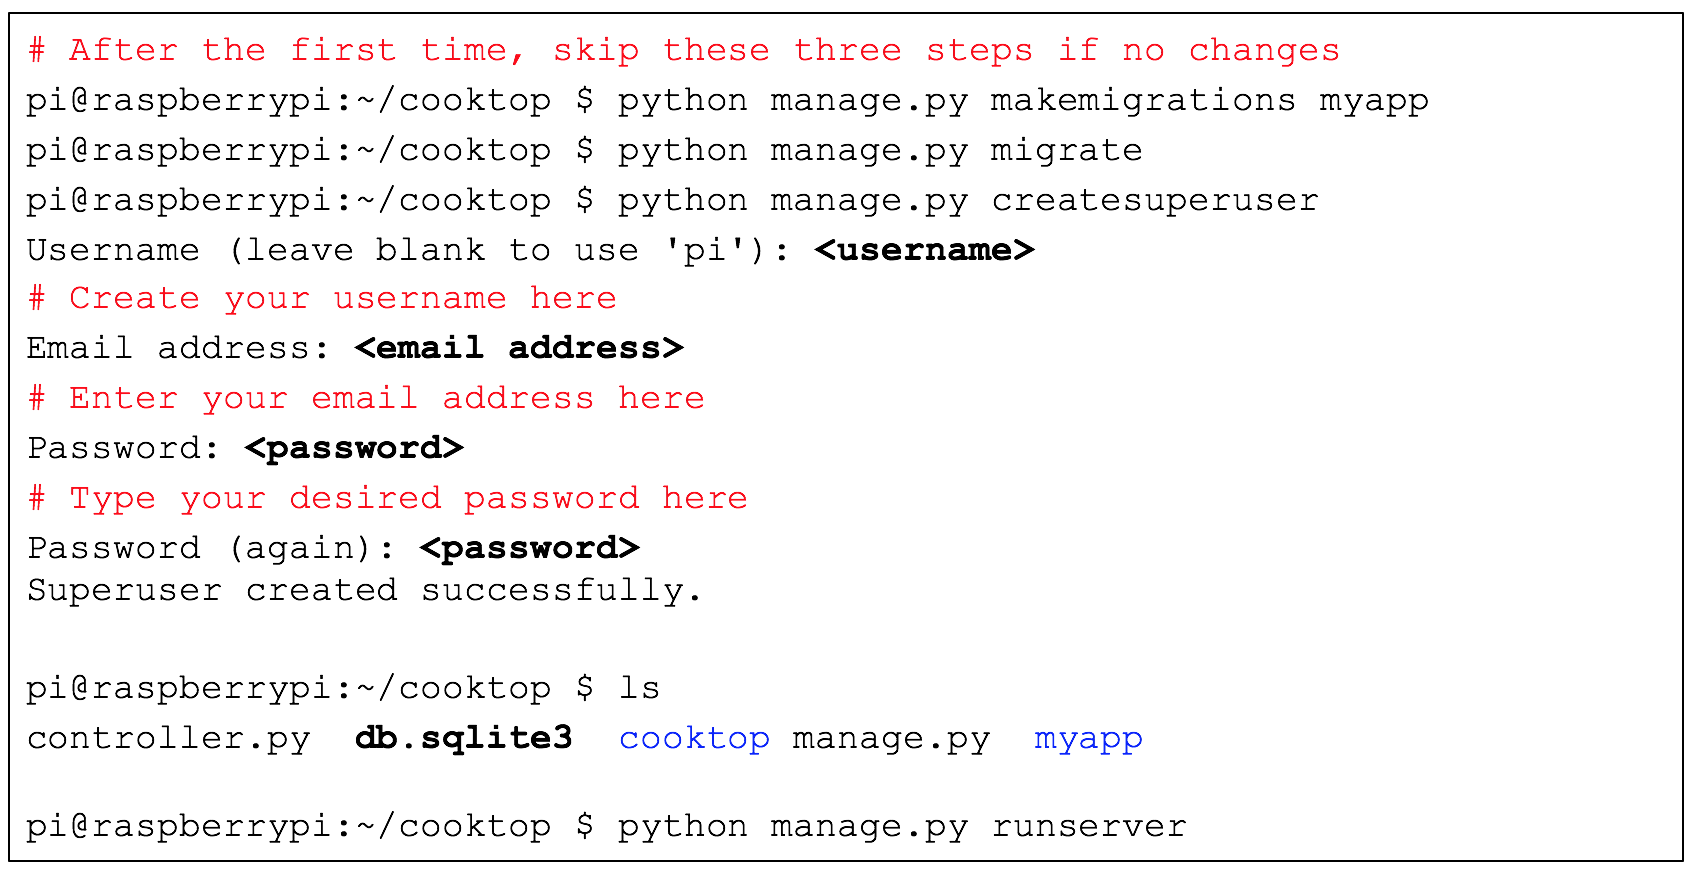 # After the first time, skip these three steps if no changes
pi@raspberrypi:~/cooktop $ python manage.py makemigrations myapp
pi@raspberrypi:~/cooktop $ python manage.py migrate
pi@raspberrypi:~/cooktop $ python manage.py createsuperuser
Username (leave blank to use 'pi'): <username>
# Create your username here
Email address: <email address>
# Enter your email address here
Password: <password>
# Type your desired password here
Password (again): <password>
Superuser created successfully.
pi@raspberrypi:~/cooktop $ ls
controller.py db.sqlite3 cooktop manage.py myapp
pi@raspberrypi:~/cooktop $ python manage.py runserver